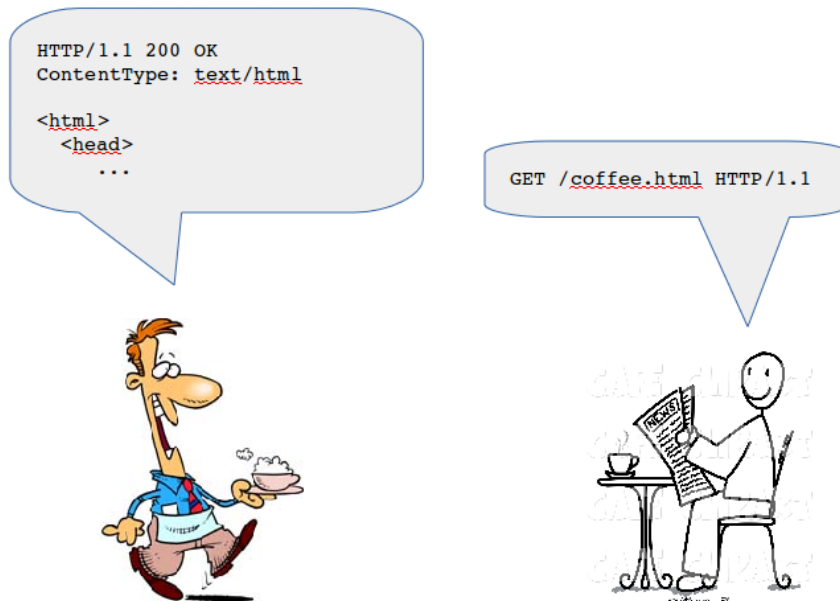 HTTP/1.1 200 OK
ContentType: text/html
<html>
<head>
...
GET /coffee.html HTTP/1.1
NEWS